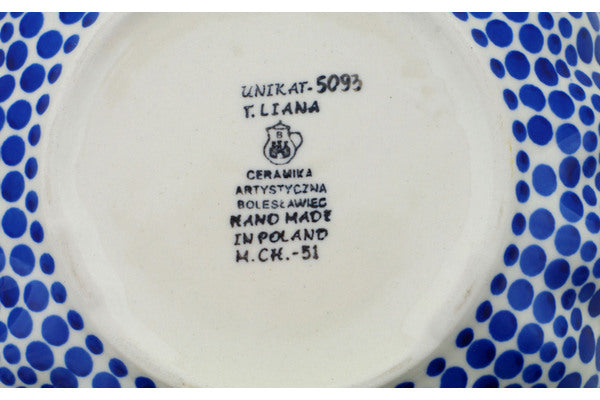 UNIKAT-5093
T. LIANA
B
CERAMIKA
ARTYSTYCZNA
BOLESŁAWIEC
HAND MADE
IN POLAND
M.CH.-51